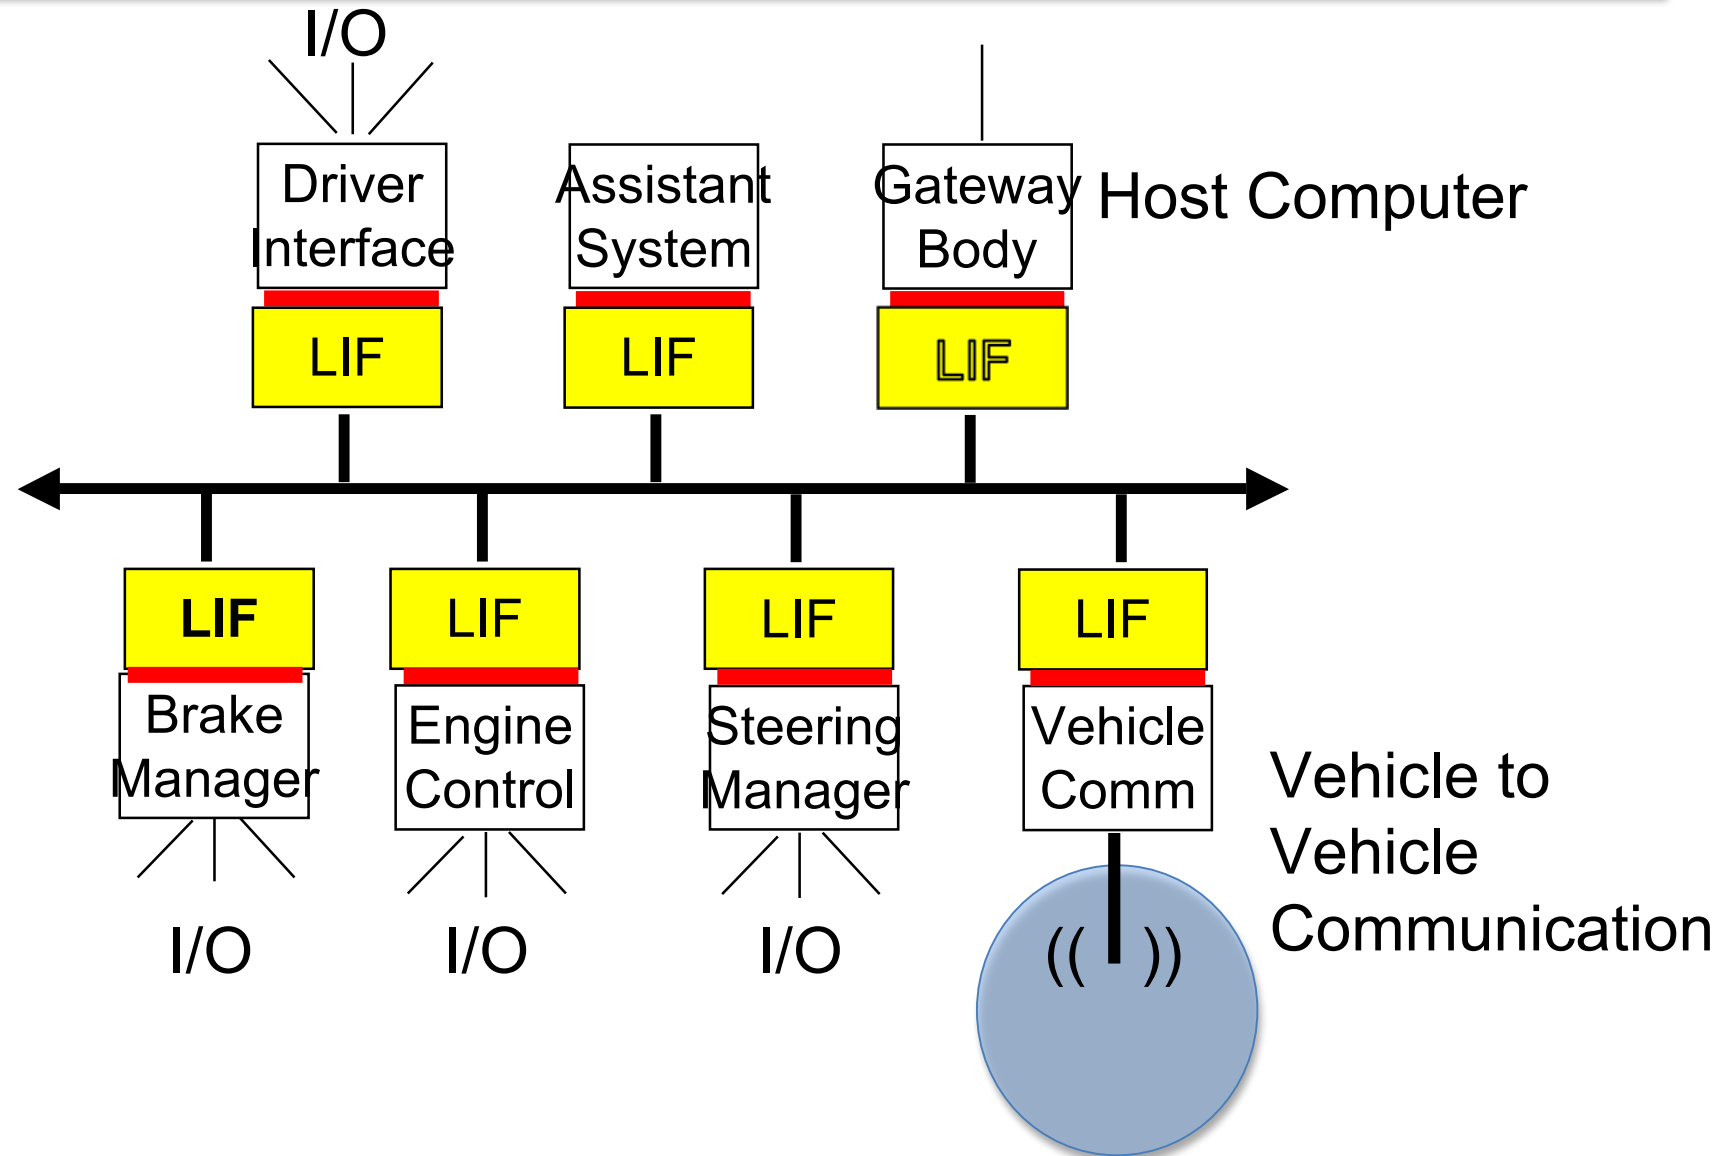 I/O
Driver
Interface
Assistant
System
Gateway
Body
Host Computer
LIF
LIF
LIF
LIF
LIF
LIF
LIF
Brake
Manager
Engine
Control
Steering
Manager
Vehicle
Comm
Vehicle to
Vehicle
Communication
I/O
I/O
I/O
(( ))